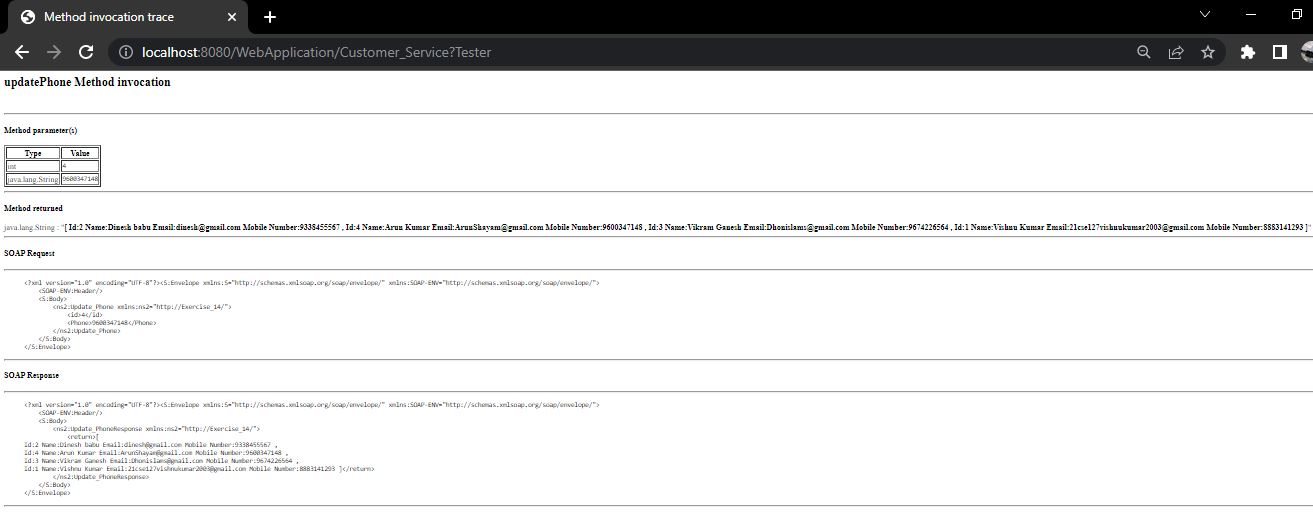 Method invocation trace
localhost:8080/WebApplication/Customer_Service?Tester
updatePhone Method invocation
Method parameter(s)
Type Value
int 4
java.lang.String 9600347148
Method returned
java.lang.String : "[ Id:2 Name:Dinesh babu Email:dinesh@gmail.com Mobile Number:9338455567 , Id:4 Name:Arun Kumar Email:ArunShayam@gmail.com Mobile Number:9600347148 , Id:3 Name:Vikram Ganesh Email:Dhonislams@gmail.com Mobile Number:9674226564 , Id:1 Name:Vishnu Kumar Email:21cse127vishnukumar2003@gmail.com Mobile Number:8883141293 ]"
SOAP Request
<?xml version="1.0" encoding="UTF-8"?><S:Envelope xmlns:S="http://schemas.xmlsoap.org/soap/envelope/" xmlns:SOAP-ENV="http://schemas.xmlsoap.org/soap/envelope/">
<SOAP-ENV:Header/>
<S:Body>
<ns2:Update_Phone xmlns:ns2="http://Exercise_14/">
<id>4</id>
<Phone>9600347148</Phone>
</ns2:Update_Phone>
</S:Body>
</S:Envelope>
SOAP Response
<?xml version="1.0" encoding="UTF-8"?><S:Envelope xmlns:S="http://schemas.xmlsoap.org/soap/envelope/" xmlns:SOAP-ENV="http://schemas.xmlsoap.org/soap/envelope/">
<SOAP-ENV:Header/>
<S:Body>
<ns2:Update_PhoneResponse xmlns:ns2="http://Exercise_14/">
<return>[
Id:2 Name:Dinesh babu Email:dinesh@gmail.com Mobile Number:9338455567 ,
Id:4 Name:Arun Kumar Email:ArunShayam@gmail.com Mobile Number:9600347148 ,
Id:3 Name:Vikram Ganesh Email:Dhonislams@gmail.com Mobile Number:9674226564 ,
Id:1 Name:Vishnu Kumar Email:21cse127vishnukumar2003@gmail.com Mobile Number:8883141293 ]</return>
</ns2:Update_PhoneResponse>
</S:Body>
</S:Envelope>